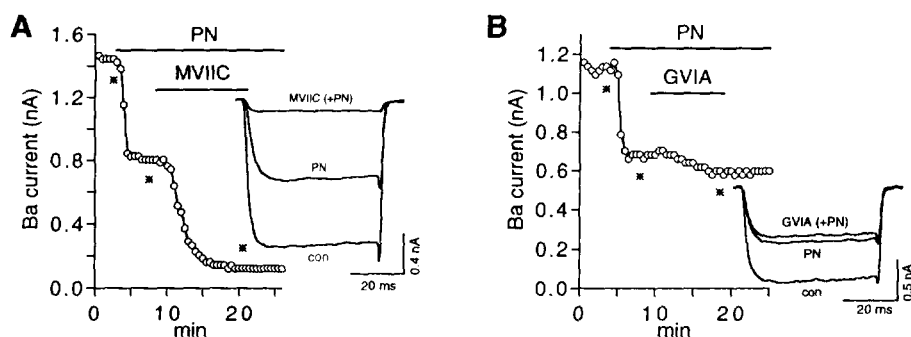 A
PN
MVIIC
Ba current (nA)
1.6
1.2
0.8
0.4
0.0
0
10
20
min
MVIIC (+PN)
PN
con
0.4 nA
20 ms
B
PN
GVIA
Ba current (nA)
1.2
1.0
0.8
0.6
0.4
0.2
0.0
0
10
20
min
GVIA (+PN)
PN
con
0.5 nA
20 ms